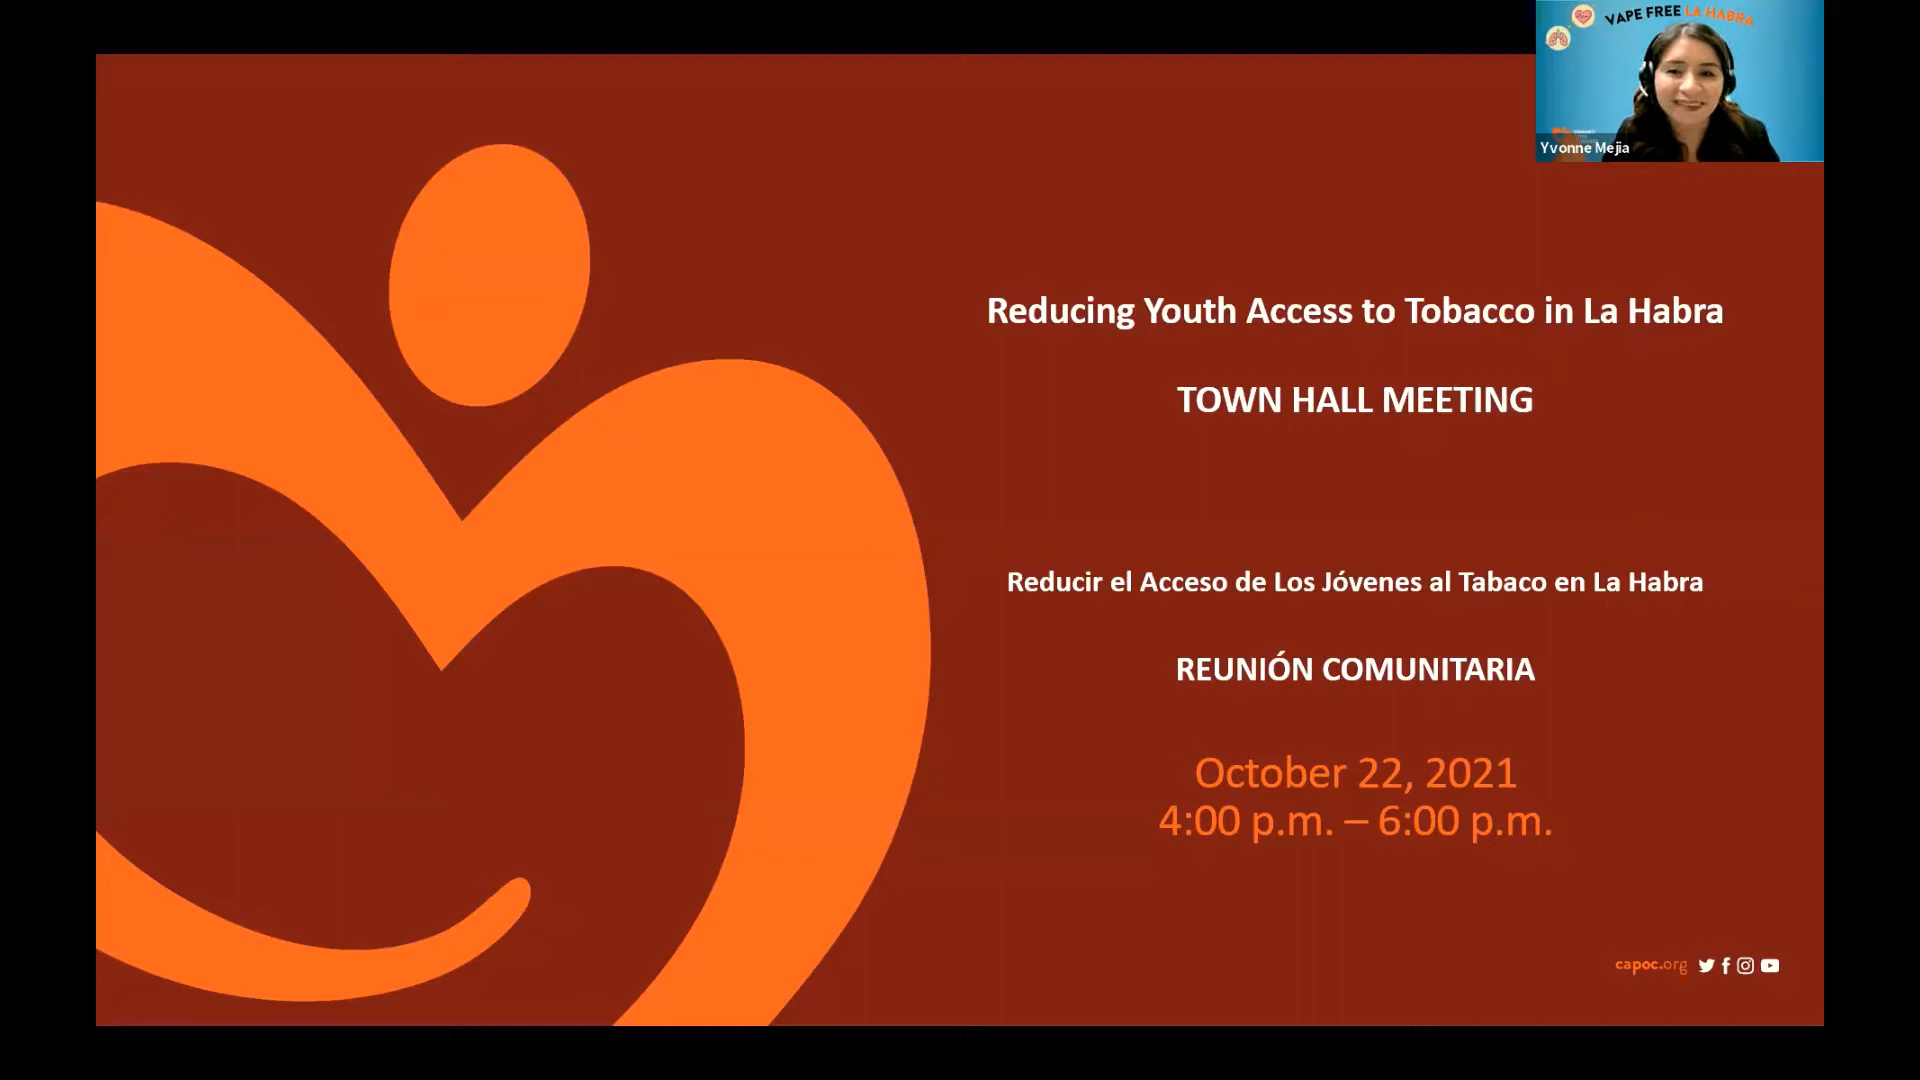 VAPE FREE LA HABRA
Yvonne Mejia
Reducing Youth Access to Tobacco in La Habra
TOWN HALL MEETING
Reducir el Acceso de Los Jóvenes al Tabaco en La Habra
REUNIÓN COMUNITARIA
October 22, 2021
4:00 p.m. – 6:00 p.m.
capoc.org